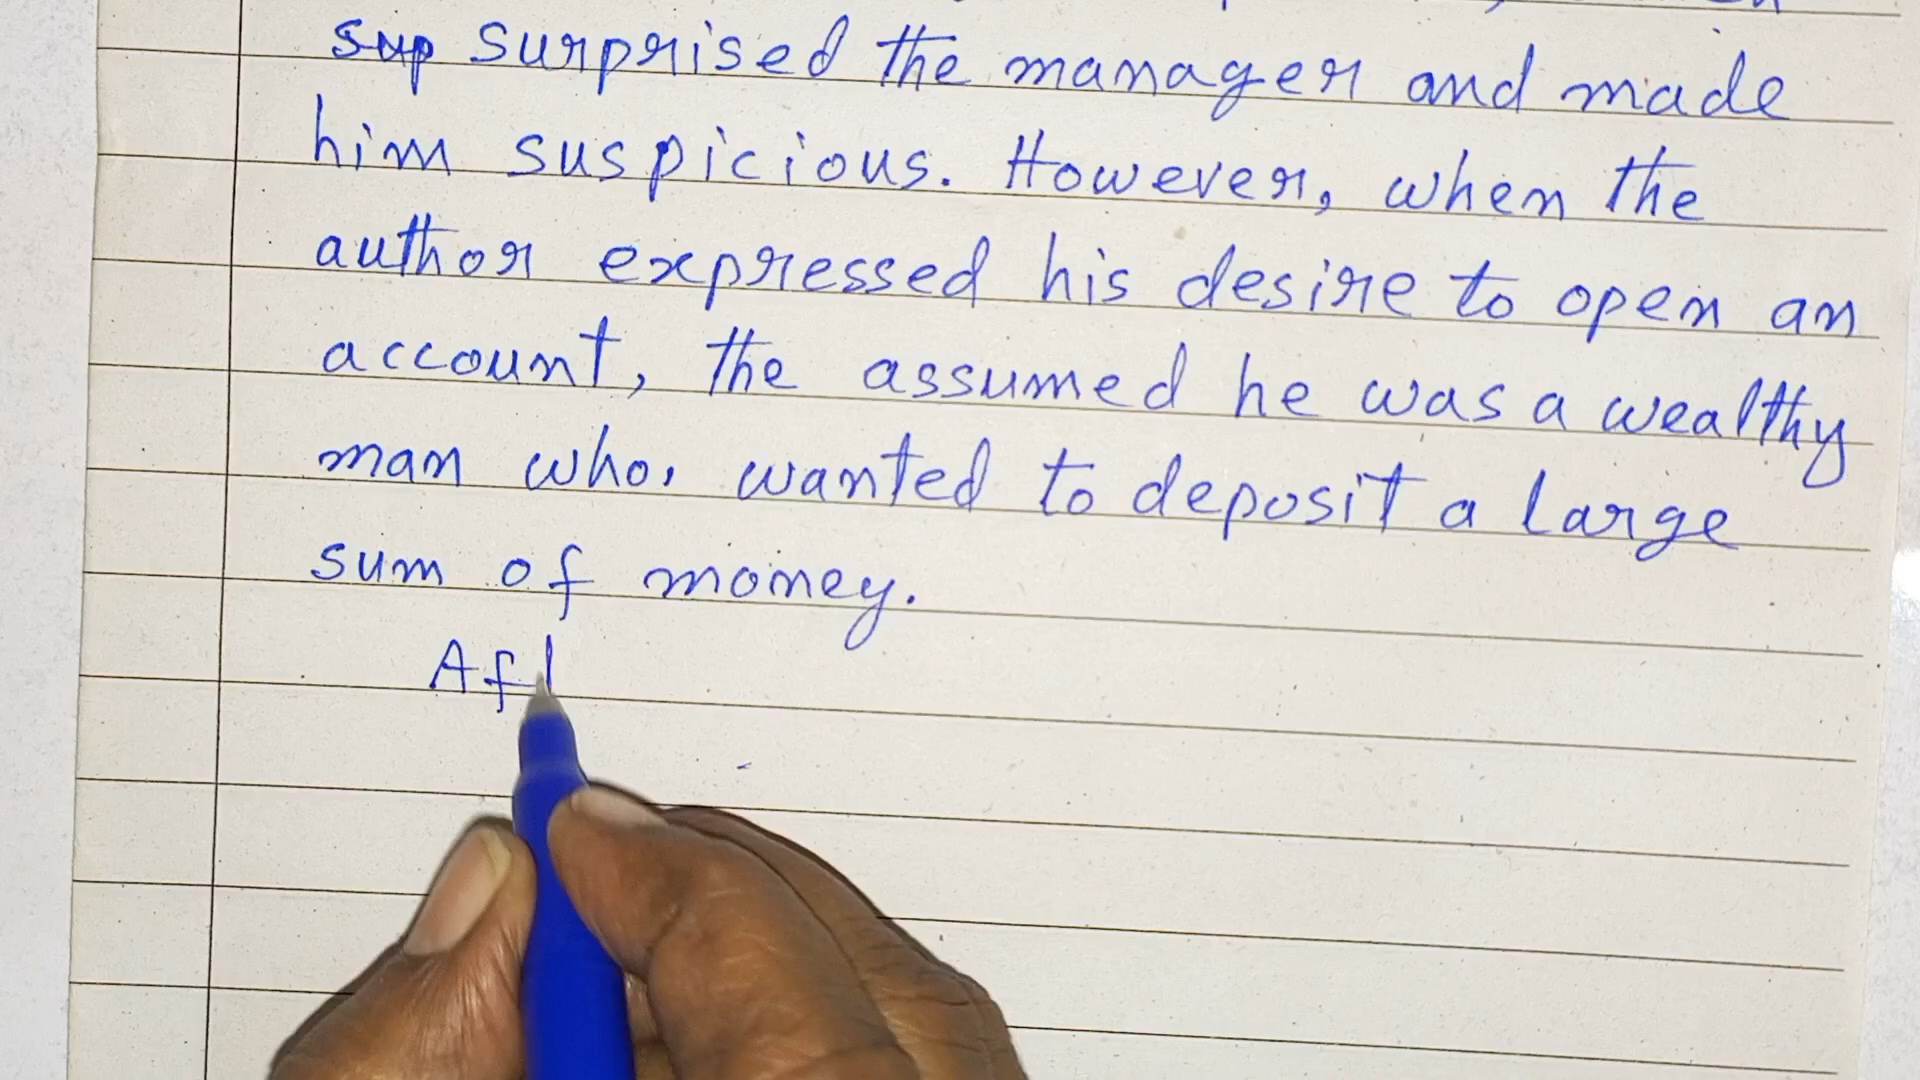 sup surprised the manager and made
him suspicious. However, when the
author expressed his desire to open an
account, the assumed he was a wealthy
man who, wanted to deposit a large
sum of money.
Af